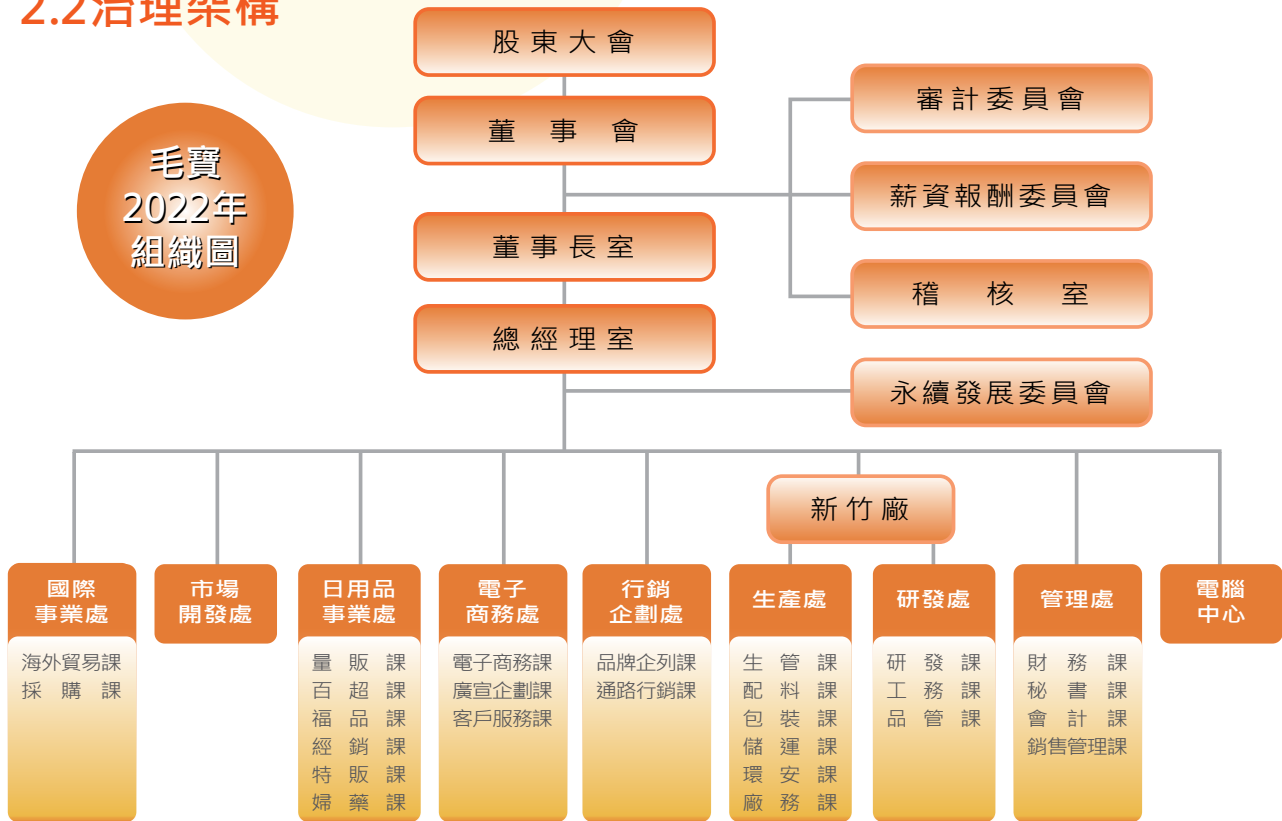 2.2治理架構
毛寶
2022年
組織圖
股東大會
董事會
董事長室
總經理室
審計委員會
薪資報酬委員會
稽核室
永續發展委員會
新竹廠
國際
事業處
海外貿易課
採購課
市場
開發處
日用品
事業處
量販課
百超課
福品課
經銷課
特販課
婦藥課
電子
商務處
電子商務課
廣宣企劃課
客戶服務課
行銷
企劃處
品牌企列課
通路行銷課
生產處
生管課
配料課
包裝課
儲運課
環安課
廠務課
研發處
研發課
工務課
品管課
管理處
財務課
秘書課
會計課
銷售管理課
電腦
中心